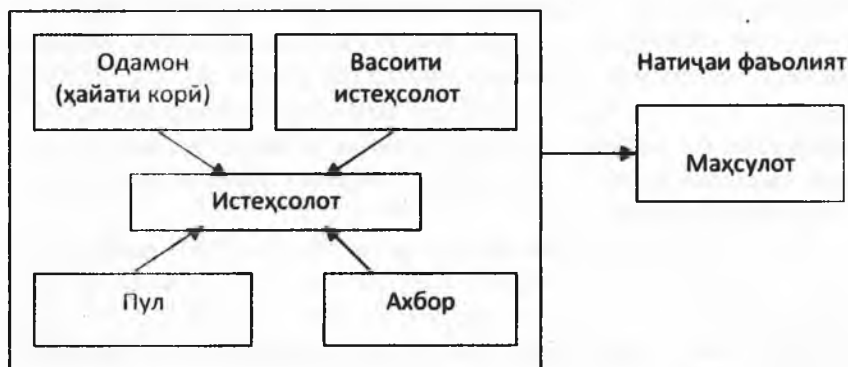 Одамон
(ҳайати корӣ)
Васоити
истеҳсолот
Натиҷаи фаъолият
Истеҳсолот
Маҳсулот
Пул
Ахбор